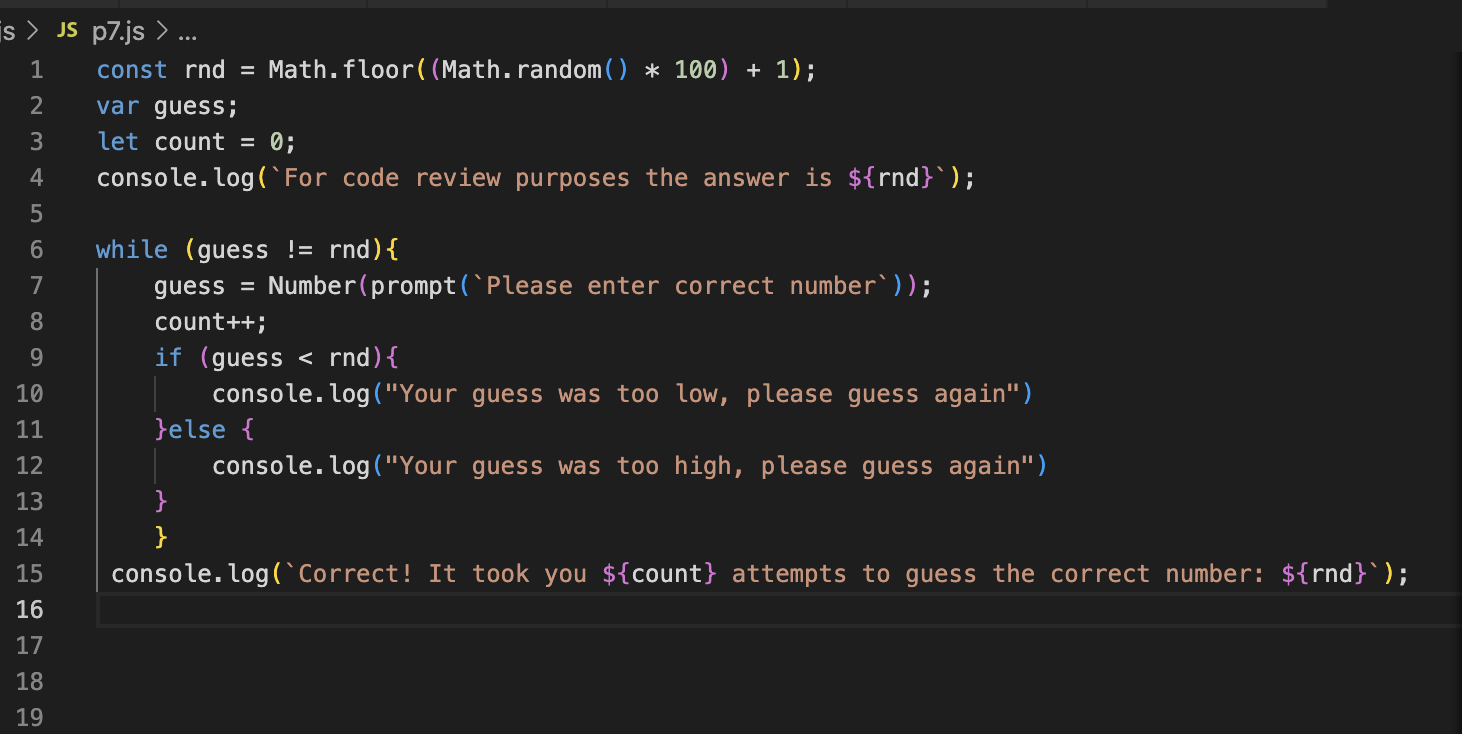 js > JS p7.js > ...
1 const rnd = Math.floor((Math.random() * 100) + 1);
2 var guess;
3 let count = 0;
4 console.log(`For code review purposes the answer is ${rnd}`);
5
6 while (guess != rnd){
7     guess = Number(prompt(`Please enter correct number`));
8     count++;
9     if (guess < rnd){
10         console.log("Your guess was too low, please guess again")
11     }else {
12         console.log("Your guess was too high, please guess again")
13     }
14     }
15  console.log(`Correct! It took you ${count} attempts to guess the correct number: ${rnd}`);
16
17
18
19